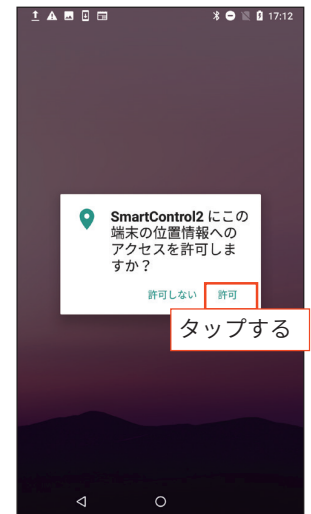 17:12
SmartControl2 にこの
端末の位置情報への
アクセスを許可しま
すか？
許可しない 許可
タップする